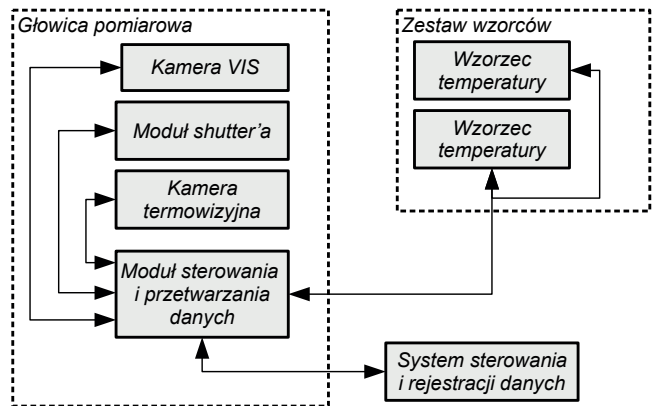 Głowica pomiarowa
Kamera VIS
Moduł shutter'a
Kamera
termowizyjna
Moduł sterowania
i przetwarzania
danych
Zestaw wzorców
Wzorzec
temperatury
Wzorzec
temperatury
System sterowania
i rejestracji danych